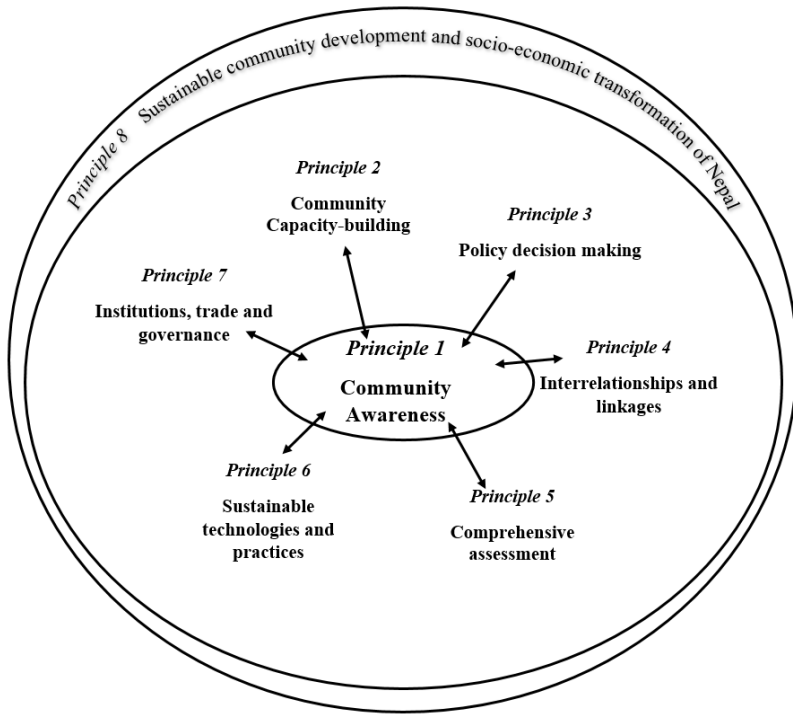 Principle 8 Sustainable community development and socio-economic transformation of Nepal
Principle 2
Community
Capacity-building
Principle 3
Policy decision making
Principle 7
Institutions, trade and
governance
Principle 1
Community
Awareness
Principle 4
Interrelationships and
linkages
Principle 6
Sustainable
technologies and
practices
Principle 5
Comprehensive
assessment